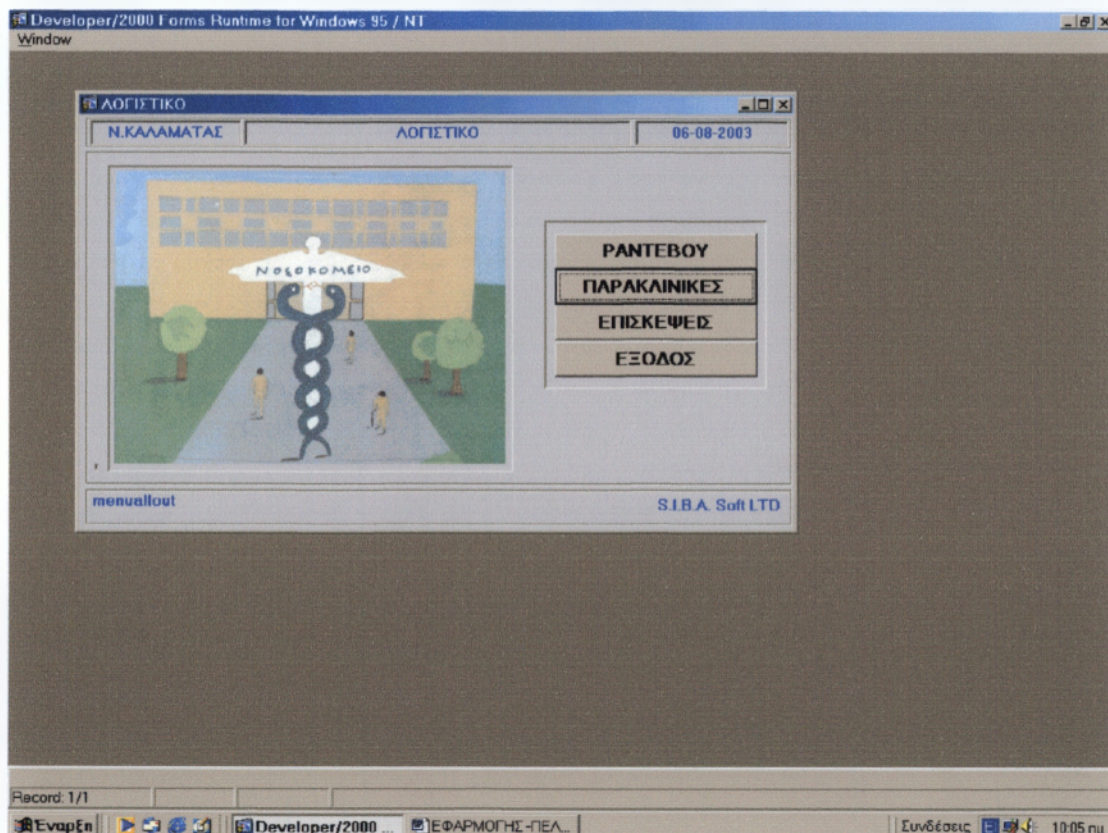 Developer/2000 Forms Runtime for Windows 95 / NT
Window
ΛΟΓΙΣΤΙΚΟ
Ν.ΚΑΛΑΜΑΤΑΣ ΛΟΓΙΣΤΙΚΟ 06-08-2003
ΝΟΣΟΚΟΜΕΙΟ
ΡΑΝΤΕΒΟΥ
ΠΑΡΑΚΛΙΝΙΚΕΣ
ΕΠΙΣΚΕΨΕΙΣ
ΕΞΟΔΟΣ
menuallout S.I.B.A. Soft LTD
Record: 1/1
Έναρξη Developer/2000 ... ΕΦΑΡΜΟΓΗΣ-ΠΕΛ... Συνδέσεις 10:05 πμ